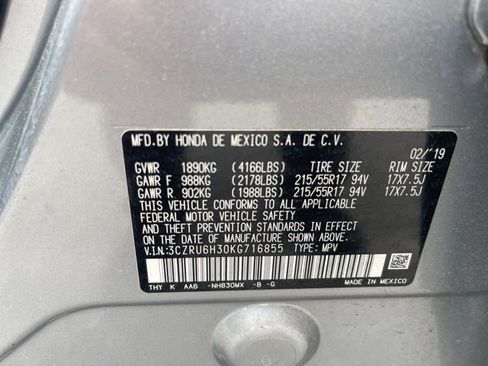 MFD.BY HONDA DE MEXICO S.A. DE C.V.
02/'19
GVWR 1890KG (4166LBS) TIRE SIZE RIM SIZE
GAWR F 988KG (2178LBS) 215/55R17 94V 17X7.5J
GAWR R 902KG (1988LBS) 215/55R17 94V 17X7.5J
THIS VEHICLE CONFORMS TO ALL APPLICABLE
FEDERAL MOTOR VEHICLE SAFETY AND THEFT
PREVENTION STANDARDS IN EFFECT ON THE
DATE OF MANUFACTURE SHOWN ABOVE.
V.I.N:3CZRU6H30KG716855 TYPE: MPV
THY K AA6 -NH830MX -B -G
MADE IN MEXICO